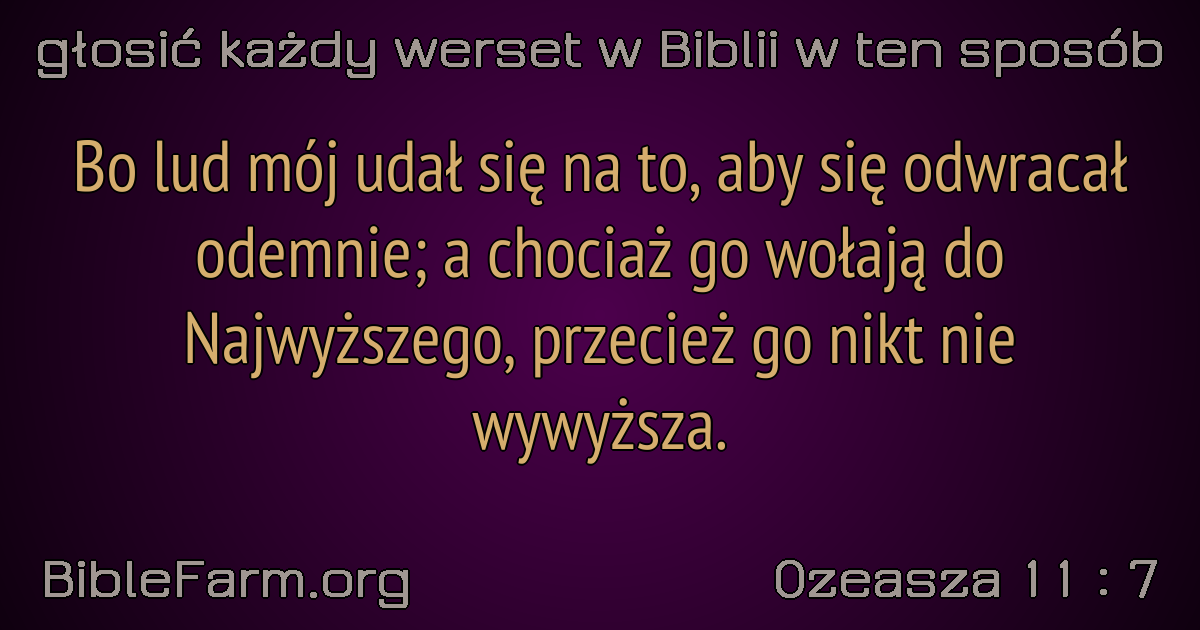 głosić każdy werset w Biblii w ten sposób
Bo lud mój udał się na to, aby się odwracał
odemnie; a chociaż go wołają do
Najwyższego, przecież go nikt nie
wywyższa.
BibleFarm.org
Ozeasza 11 : 7